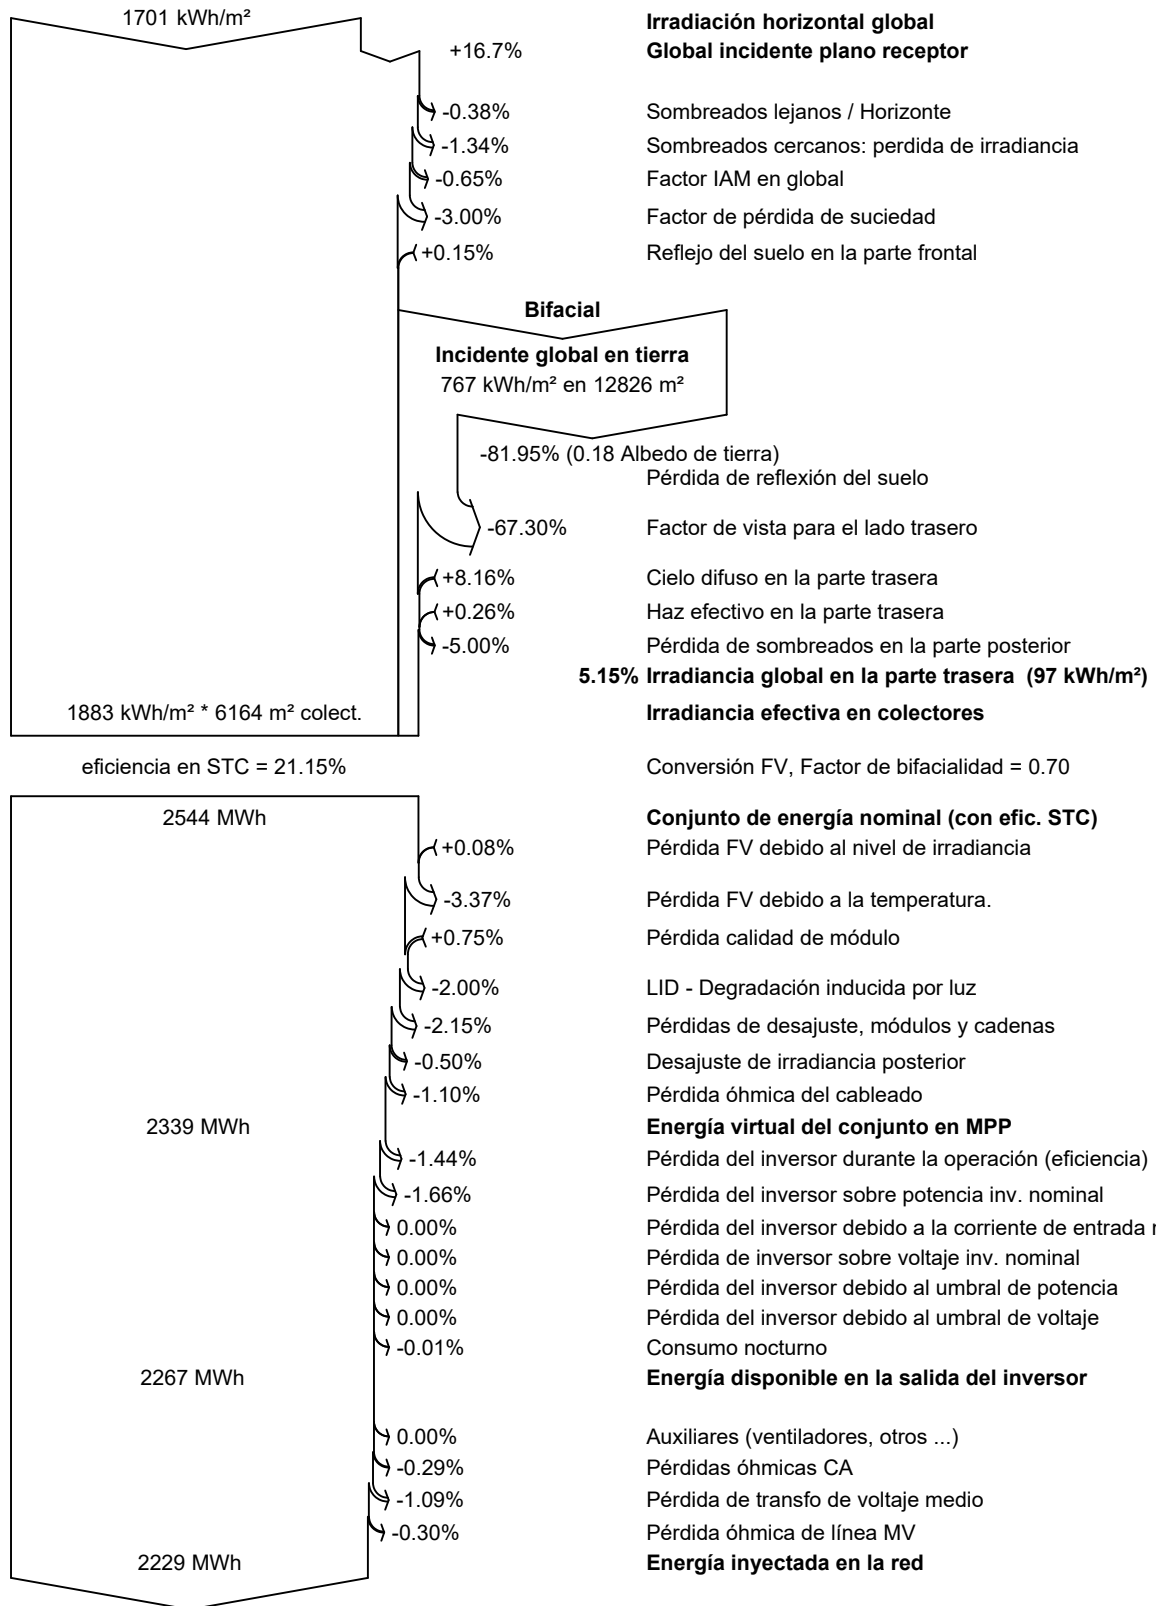 1701 kWh/m² Irradiación horizontal global
+16.7% Global incidente plano receptor
-0.38% Sombreados lejanos / Horizonte
-1.34% Sombreados cercanos: perdida de irradiancia
-0.65% Factor IAM en global
-3.00% Factor de pérdida de suciedad
+0.15% Reflejo del suelo en la parte frontal
Bifacial
Incidente global en tierra
767 kWh/m² en 12826 m²
-81.95% (0.18 Albedo de tierra)
Pérdida de reflexión del suelo
-67.30% Factor de vista para el lado trasero
+8.16% Cielo difuso en la parte trasera
+0.26% Haz efectivo en la parte trasera
-5.00% Pérdida de sombreados en la parte posterior
5.15% Irradiancia global en la parte trasera (97 kWh/m²)
1883 kWh/m² * 6164 m² colect. Irradiancia efectiva en colectores
eficiencia en STC = 21.15% Conversión FV, Factor de bifacialidad = 0.70
2544 MWh Conjunto de energía nominal (con efic. STC)
+0.08% Pérdida FV debido al nivel de irradiancia
-3.37% Pérdida FV debido a la temperatura.
+0.75% Pérdida calidad de módulo
-2.00% LID - Degradación inducida por luz
-2.15% Pérdidas de desajuste, módulos y cadenas
-0.50% Desajuste de irradiancia posterior
-1.10% Pérdida óhmica del cableado
2339 MWh Energía virtual del conjunto en MPP
-1.44% Pérdida del inversor durante la operación (eficiencia)
-1.66% Pérdida del inversor sobre potencia inv. nominal
0.00% Pérdida del inversor debido a la corriente de entrada
0.00% Pérdida de inversor sobre voltaje inv. nominal
0.00% Pérdida del inversor debido al umbral de potencia
0.00% Pérdida del inversor debido al umbral de voltaje
-0.01% Consumo nocturno
2267 MWh Energía disponible en la salida del inversor
0.00% Auxiliares (ventiladores, otros ...)
-0.29% Pérdidas óhmicas CA
-1.09% Pérdida de transfo de voltaje medio
-0.30% Pérdida óhmica de línea MV
2229 MWh Energía inyectada en la red